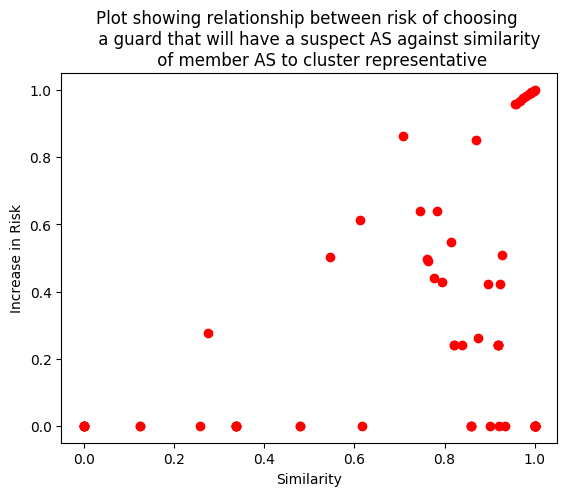 Plot showing relationship between risk of choosing
a guard that will have a suspect AS against similarity
of member AS to cluster representative
1.0
0.8
0.6
0.4
0.2
0.0
Increase in Risk
0.0 0.2 0.4 0.6 0.8 1.0
Similarity